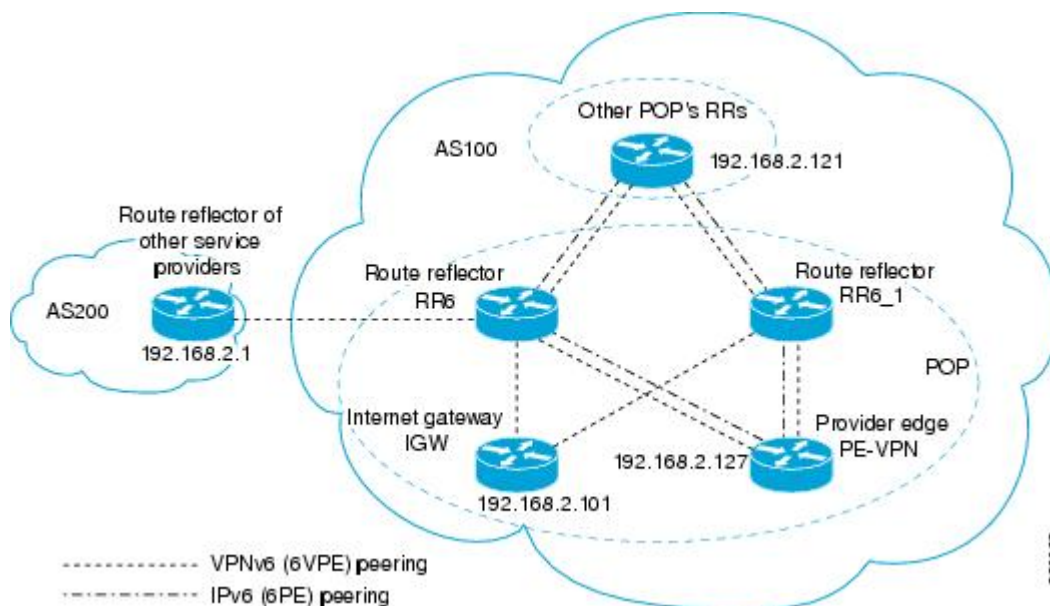 Other POP's RRs
AS100
192.168.2.121
Route reflector of
other service
providers
Route reflector
RR6
Route reflector
RR6_1
AS200
192.168.2.1
POP
Internet gateway
IGW
Provider edge
PE-VPN
192.168.2.127
192.168.2.101
VPNv6 (6VPE) peering
IPv6 (6PE) peering